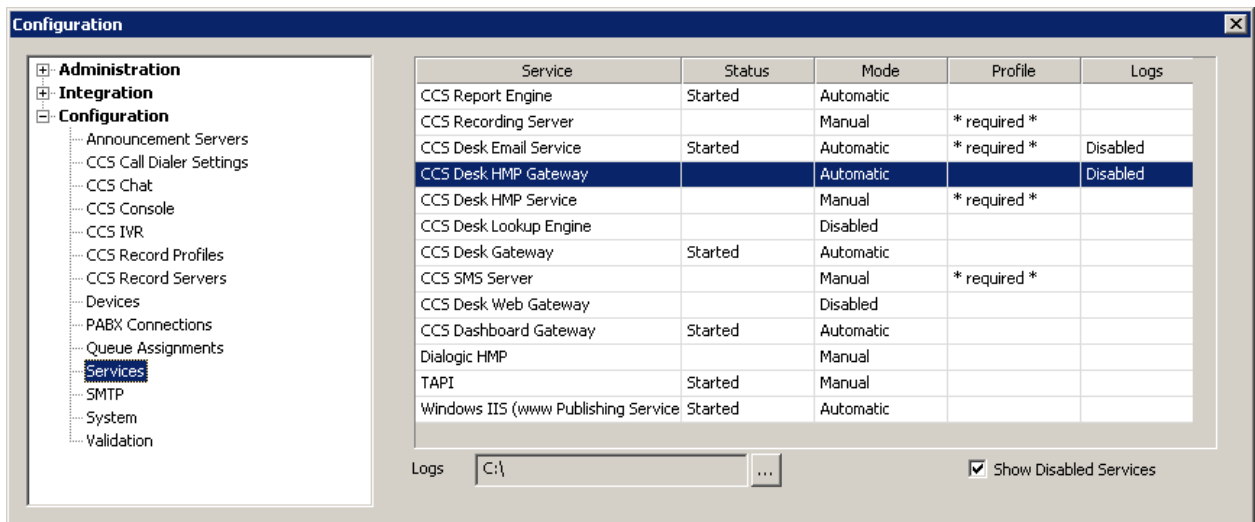 Configuration
Administration
Integration
Configuration
Announcement Servers
CCS Call Dialer Settings
CCS Chat
CCS Console
CCS IVR
CCS Record Profiles
CCS Record Servers
Devices
PABX Connections
Queue Assignments
Services
SMTP
System
Validation
Service Status Mode Profile Logs
CCS Report Engine Started Automatic
CCS Recording Server Manual * required *
CCS Desk Email Service Started Automatic * required * Disabled
CCS Desk HMP Gateway Automatic Disabled
CCS Desk HMP Service Manual * required *
CCS Desk Lookup Engine Disabled
CCS Desk Gateway Started Automatic
CCS SMS Server Manual * required *
CCS Desk Web Gateway Disabled
CCS Dashboard Gateway Started Automatic
Dialogic HMP Manual
TAPI Started Manual
Windows IIS (www Publishing Service Started Automatic
Logs C:\ ... Show Disabled Services